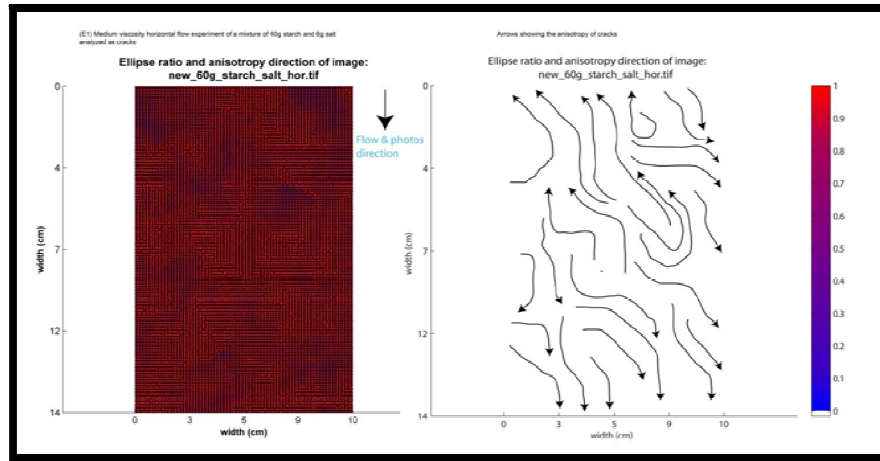 (E1) Medium viscosity horizontal flow experiment of a mixture of 60g starch and 6g salt
analyzed as cracks
Ellipse ratio and anisotropy direction of image:
new_60g_starch_salt_hor.tif
0
4
7
12
14
width (cm)
0
3
5
9
10
width (cm)
Flow & photos
direction
Arrows showing the anisotropy of cracks
Ellipse ratio and anisotropy direction of image:
new_60g_starch_salt_hor.tif
0
4
7
12
14
width (cm)
0
3
5
9
10
width (cm)
1
0.9
0.8
0.7
0.6
0.5
0.4
0.3
0.2
0.1
0